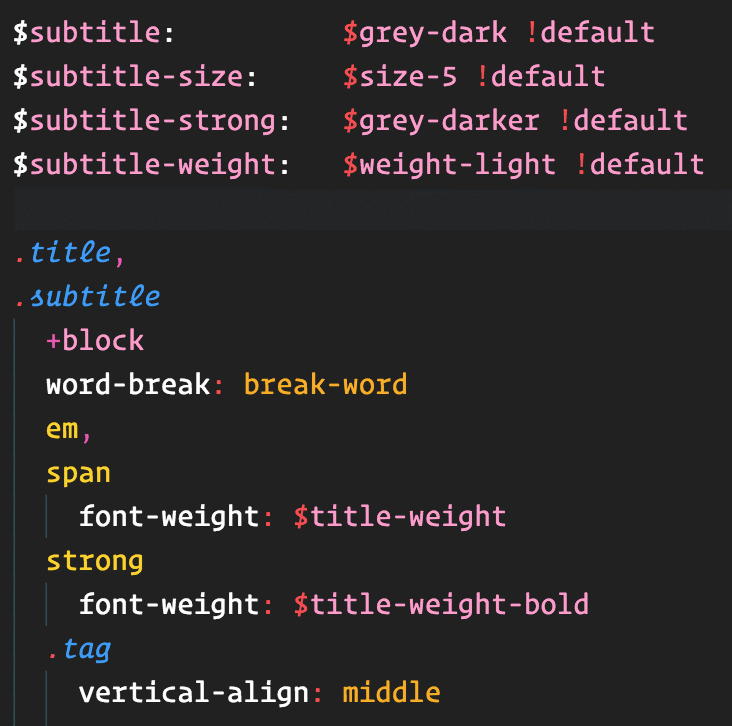 $subtitle: $grey-dark !default
$subtitle-size: $size-5 !default
$subtitle-strong: $grey-darker !default
$subtitle-weight: $weight-light !default
.title,
.subtitle
+block
word-break: break-word
em,
span
font-weight: $title-weight
strong
font-weight: $title-weight-bold
.tag
vertical-align: middle